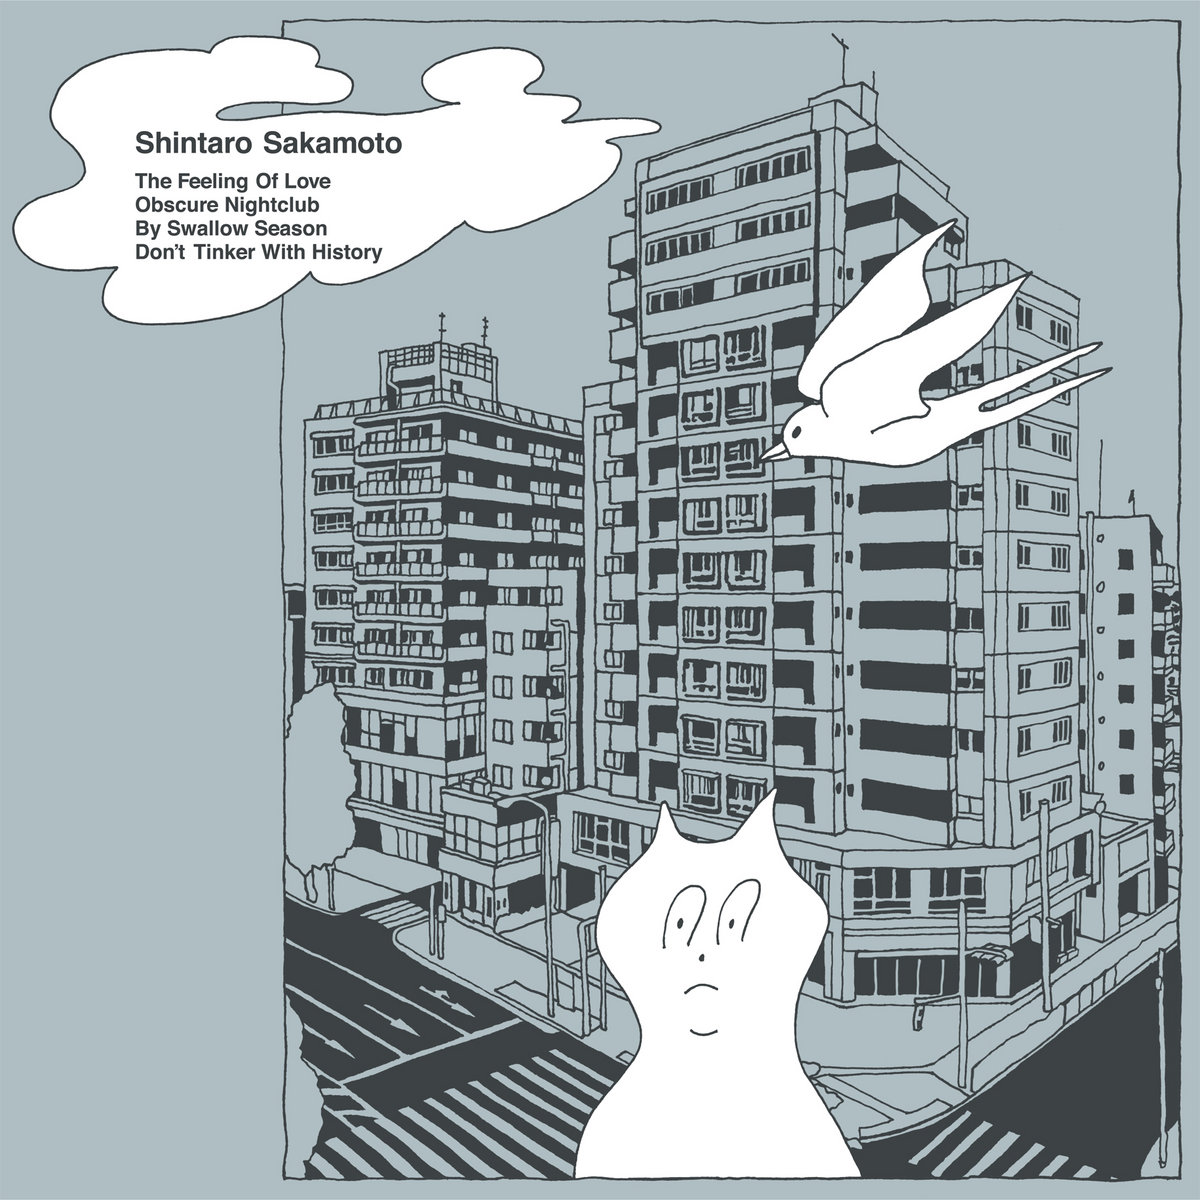 Shintaro Sakamoto
The Feeling Of Love
Obscure Nightclub
By Swallow Season
Don't Tinker With History